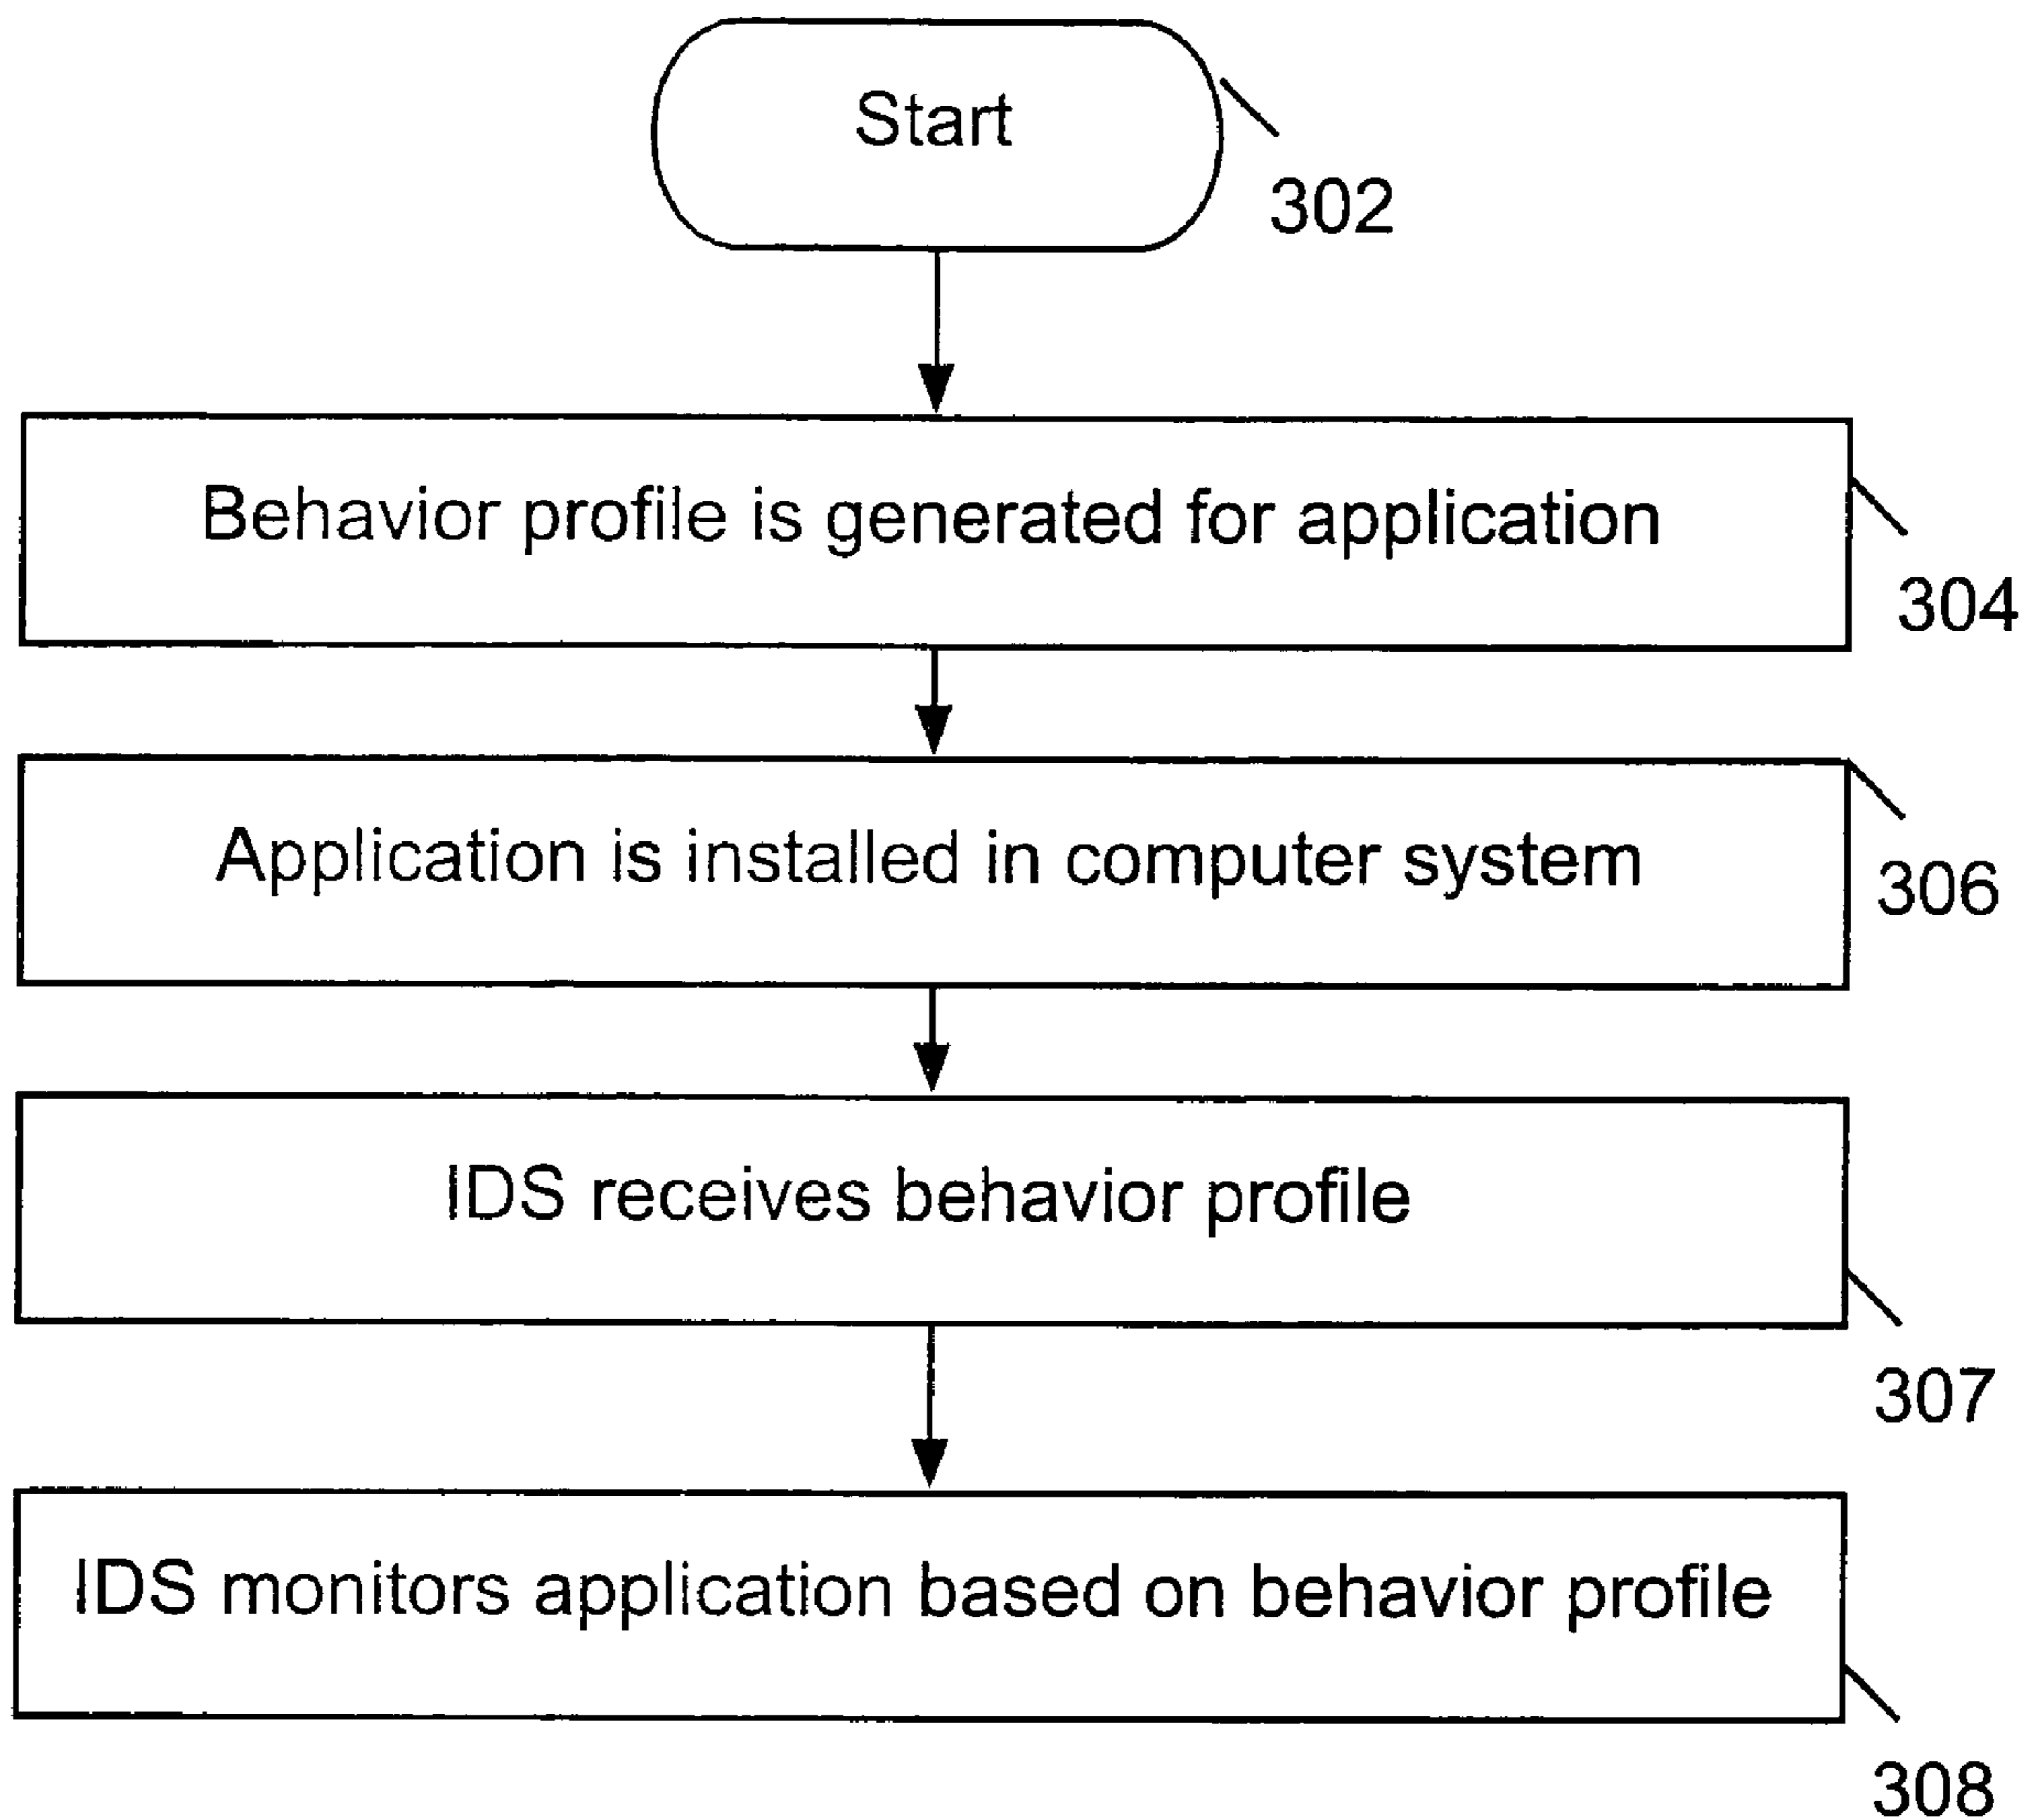 Start
302
Behavior profile is generated for application
304
Application is installed in computer system
306
IDS receives behavior profile
307
IDS monitors application based on behavior profile
308